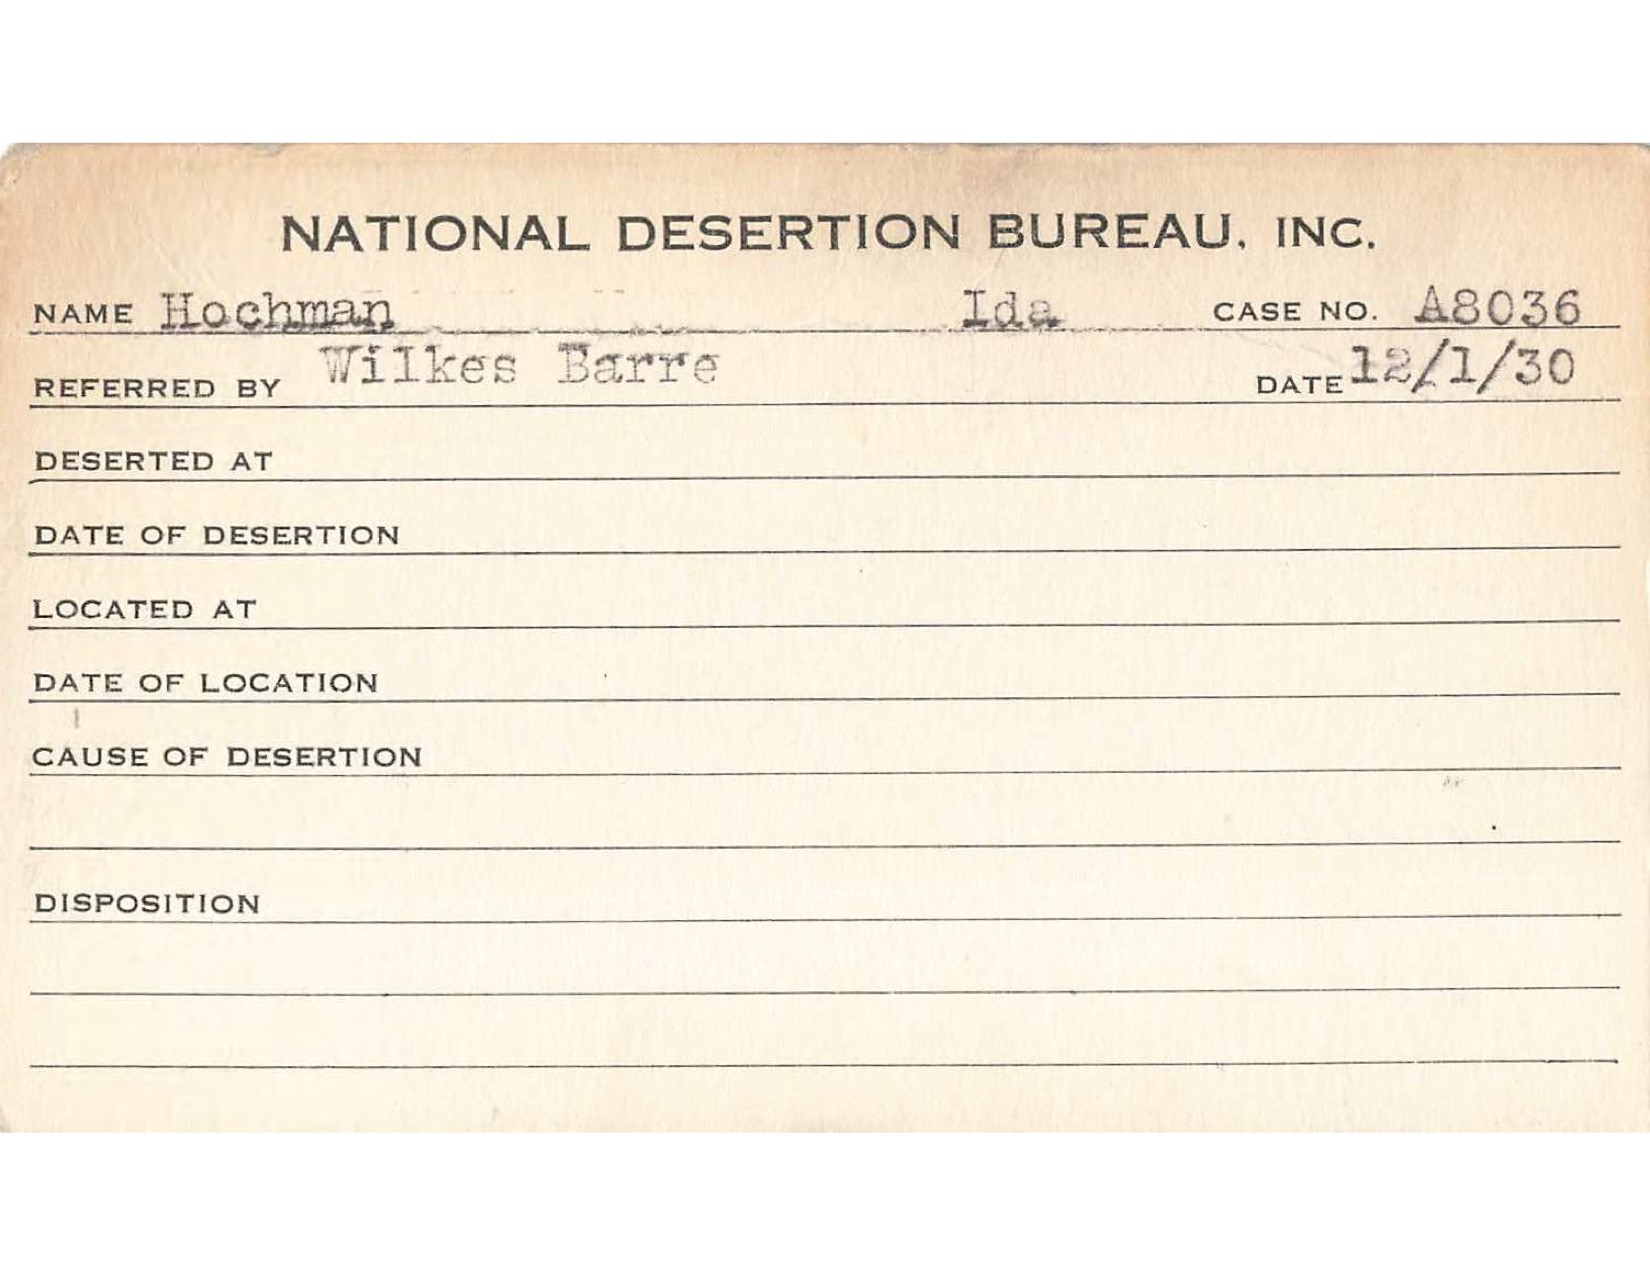 NATIONAL DESERTION BUREAU, INC.
NAME Hochman Ida CASE NO. A8036
REFERRED BY Wilkes Barre DATE 12/1/30
DESERTED AT
DATE OF DESERTION
LOCATED AT
DATE OF LOCATION
CAUSE OF DESERTION
DISPOSITION